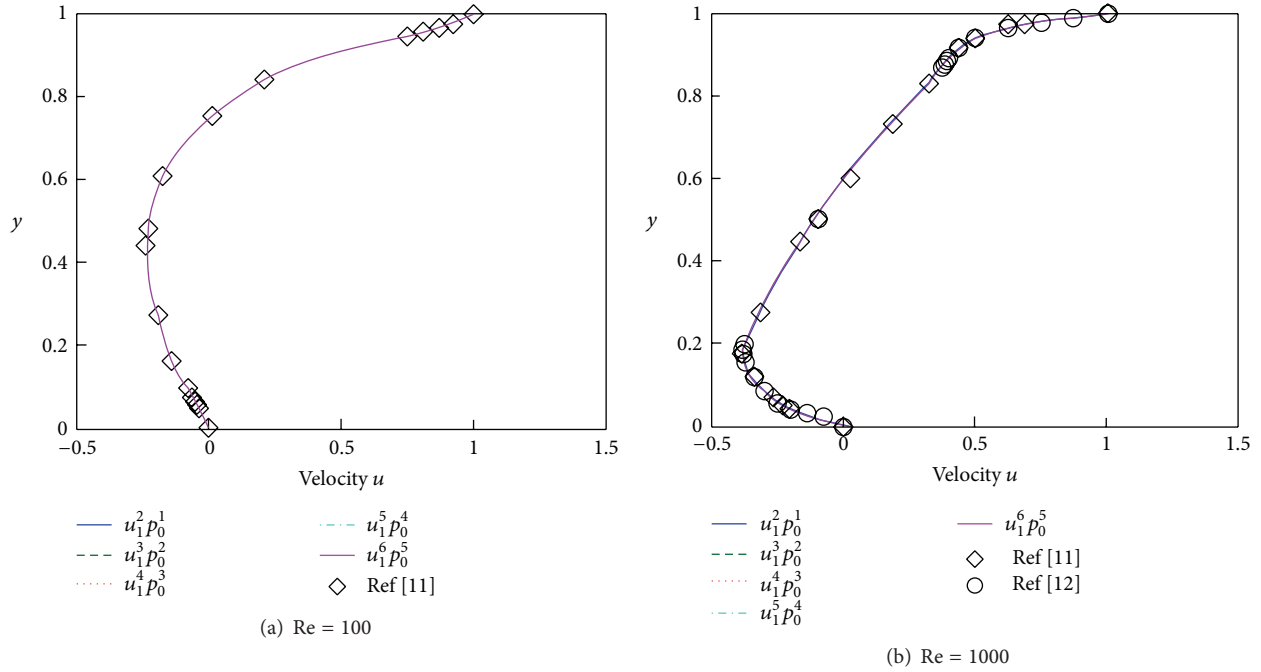 1
0.8
0.6
y
0.4
0.2
0
−0.5
0
0.5
1
1.5
Velocity u
u₁²p₀¹
u₁³p₀²
u₁⁴p₀³
u₁⁵p₀⁴
u₁⁶p₀⁵
Ref [11]
(a) Re = 100
1
0.8
0.6
y
0.4
0.2
0
−0.5
0
0.5
1
1.5
Velocity u
u₁²p₀¹
u₁³p₀²
u₁⁴p₀³
u₁⁵p₀⁴
u₁⁶p₀⁵
Ref [11]
Ref [12]
(b) Re = 1000